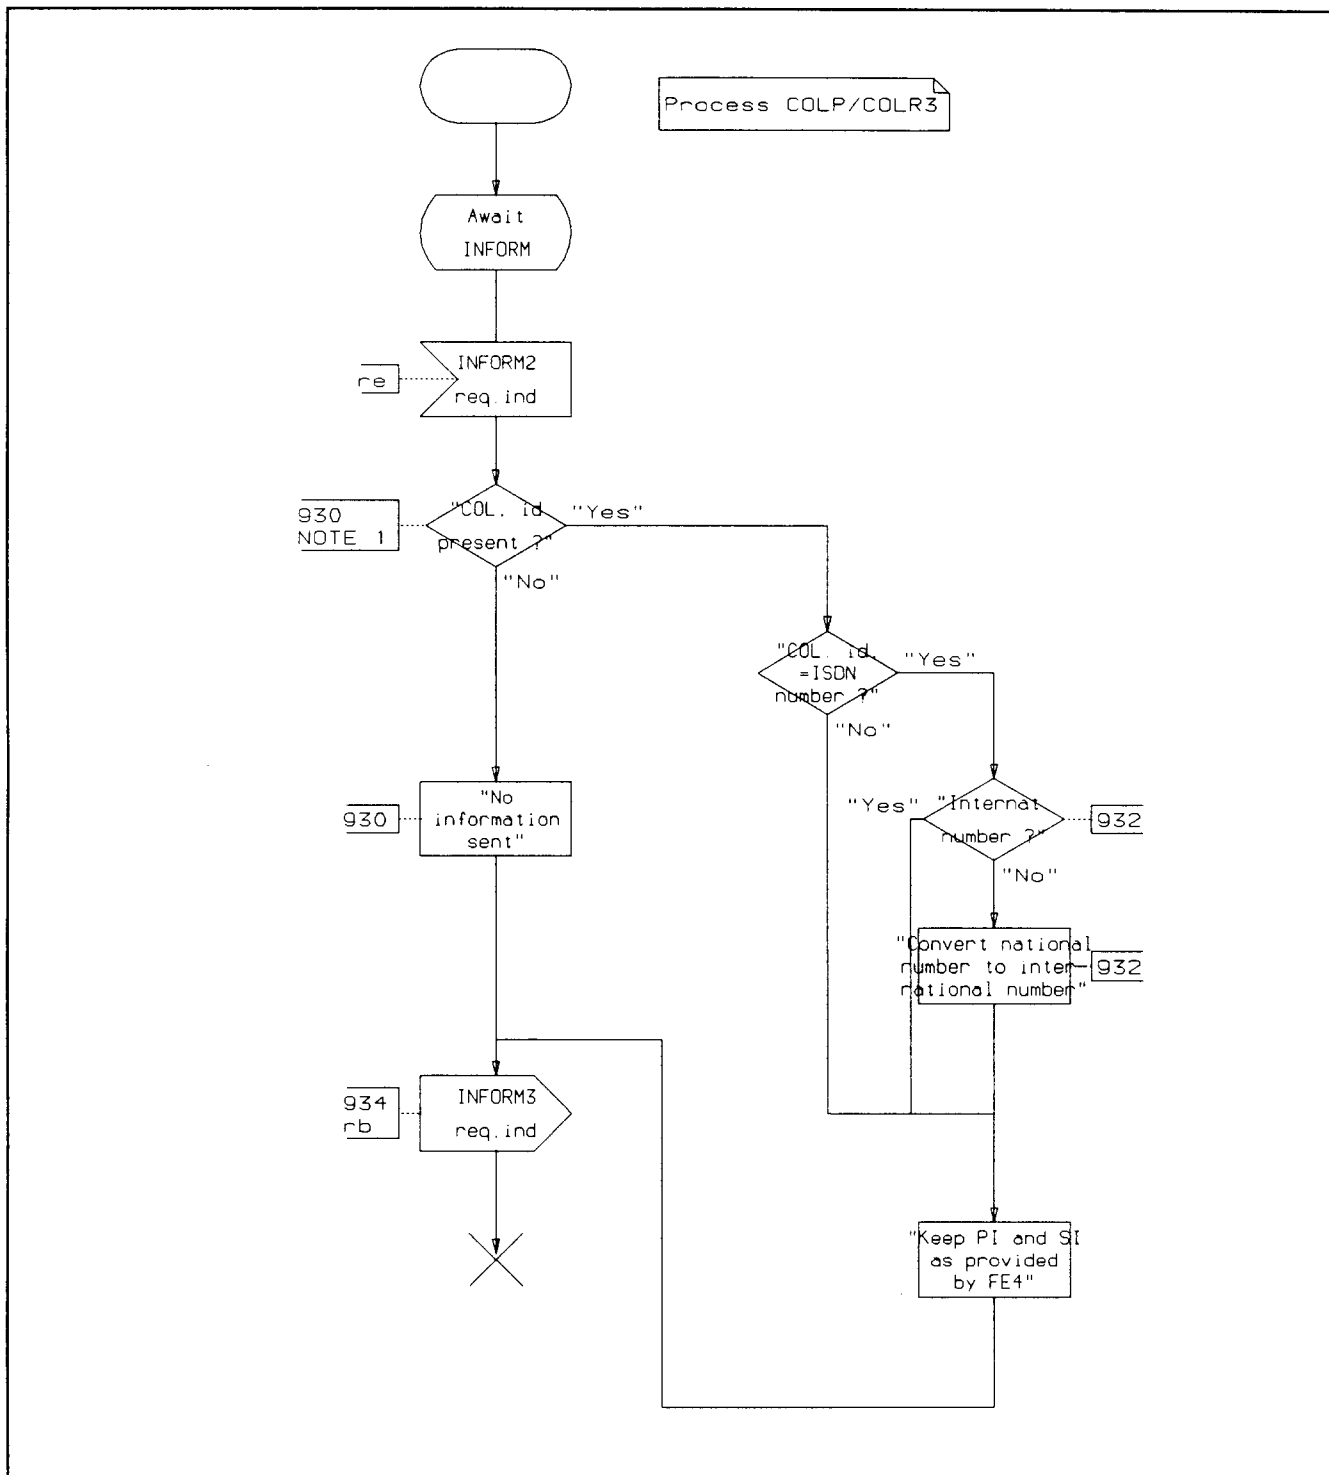 Process COLP/COLR3
Await
INFORM
INFORM2
req.ind
re
930
NOTE 1
"COL. id
present ?"
"Yes"
"No"
"COL. id.
=ISDN
number ?"
"Yes"
"No"
"No
information
sent"
930
"Yes"
"Internat
number ?"
932
"No"
"Convert national
number to inter-
national number"
932
934
rb
INFORM3
req.ind
"Keep PI and SI
as provided
by FE4"